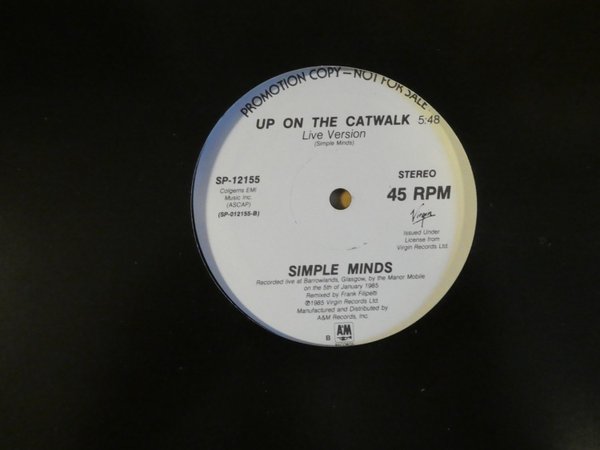 PROMOTION COPY – NOT FOR SALE
UP ON THE CATWALK 5:48
Live Version
(Simple Minds)
SP-12155
Colgems EMI
Music Inc.
(ASCAP)
(SP-012155-B)
STEREO
45 RPM
Virgin
Issued Under
License from
Virgin Records Ltd.
SIMPLE MINDS
Recorded live at Barrowlands, Glasgow, by the Manor Mobile
on the 5th of January 1985
Remixed by Frank Filipetti
℗1985 Virgin Records Ltd.
Manufactured and Distributed by
A&M Records, Inc.
B
A&M
RECORDS